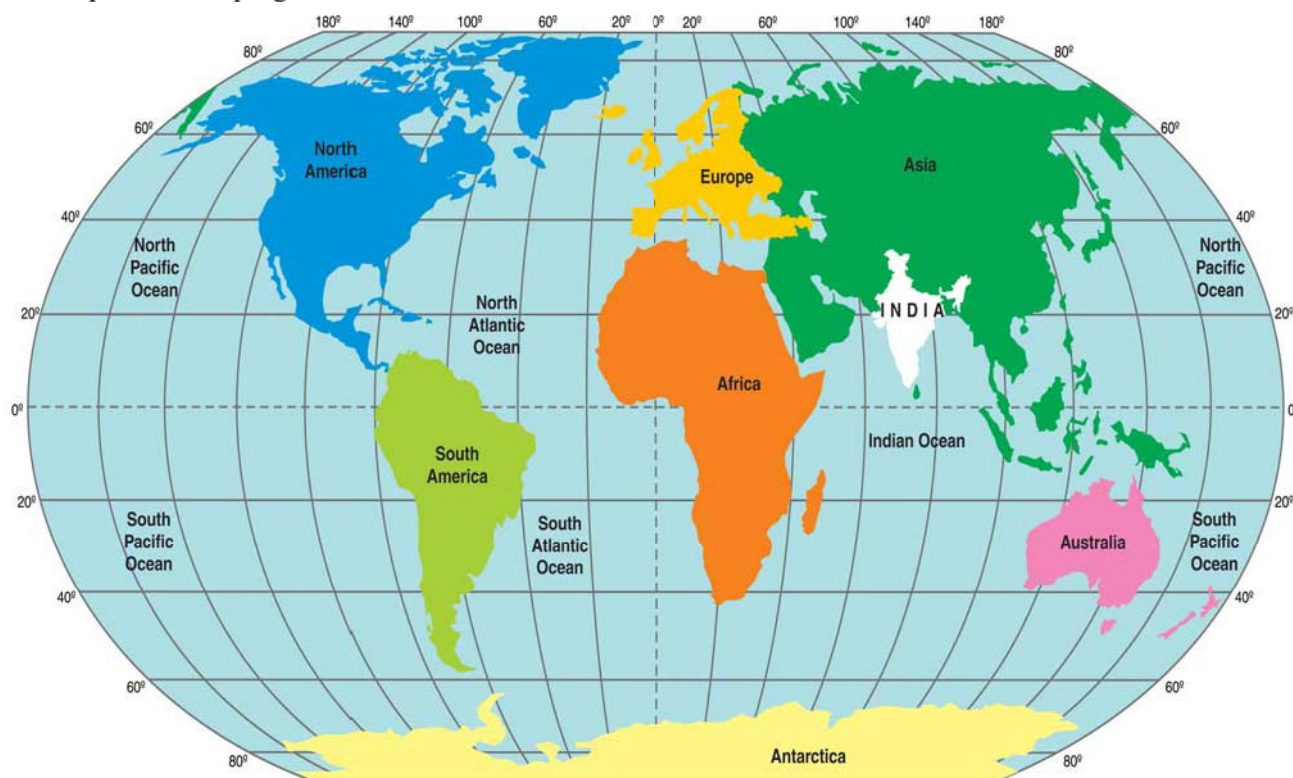 180º 140º 100º 60º 20º 0º 20º 60º 100º 140º 180º
80º 80º
60º 60º
North
America
Asia
Europe
40º 40º
North
Pacific
Ocean
North
Pacific
Ocean
North
Atlantic
Ocean
INDIA
20º 20º
Africa
0º 0º
Indian Ocean
South
America
20º 20º
South
Pacific
Ocean
South
Atlantic
Ocean
Australia
South
Pacific
Ocean
40º 40º
60º 60º
Antarctica
80º 80º